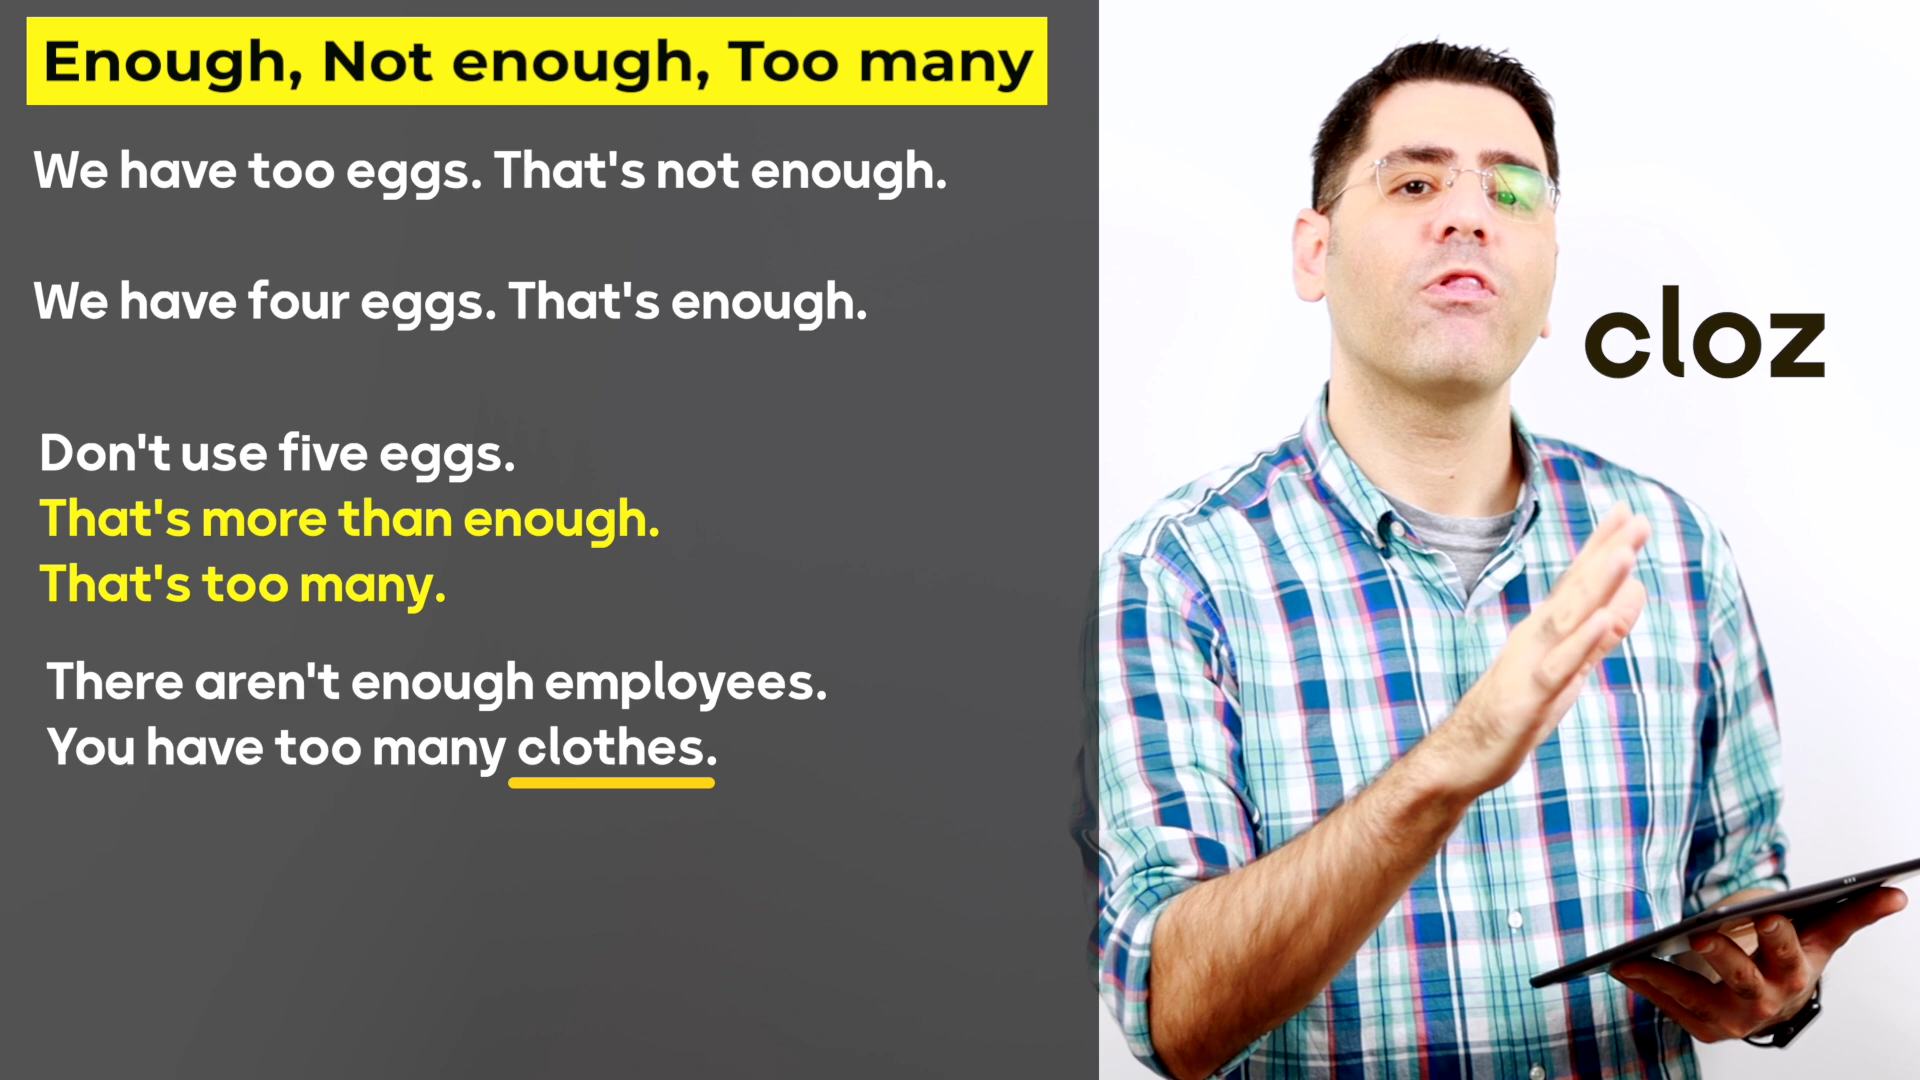 Enough, Not enough, Too many
We have too eggs. That's not enough.
We have four eggs. That's enough.
Don't use five eggs.
That's more than enough.
That's too many.
There aren't enough employees.
You have too many clothes.
cloz